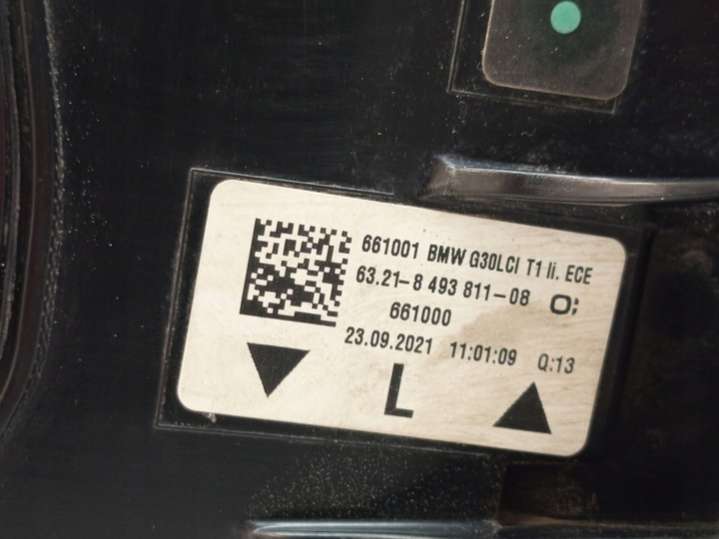 661001 BMW G30LCI T1 li. ECE
63.21-8 493 811-08 O;
661000
23.09.2021 11:01:09 Q:13
L